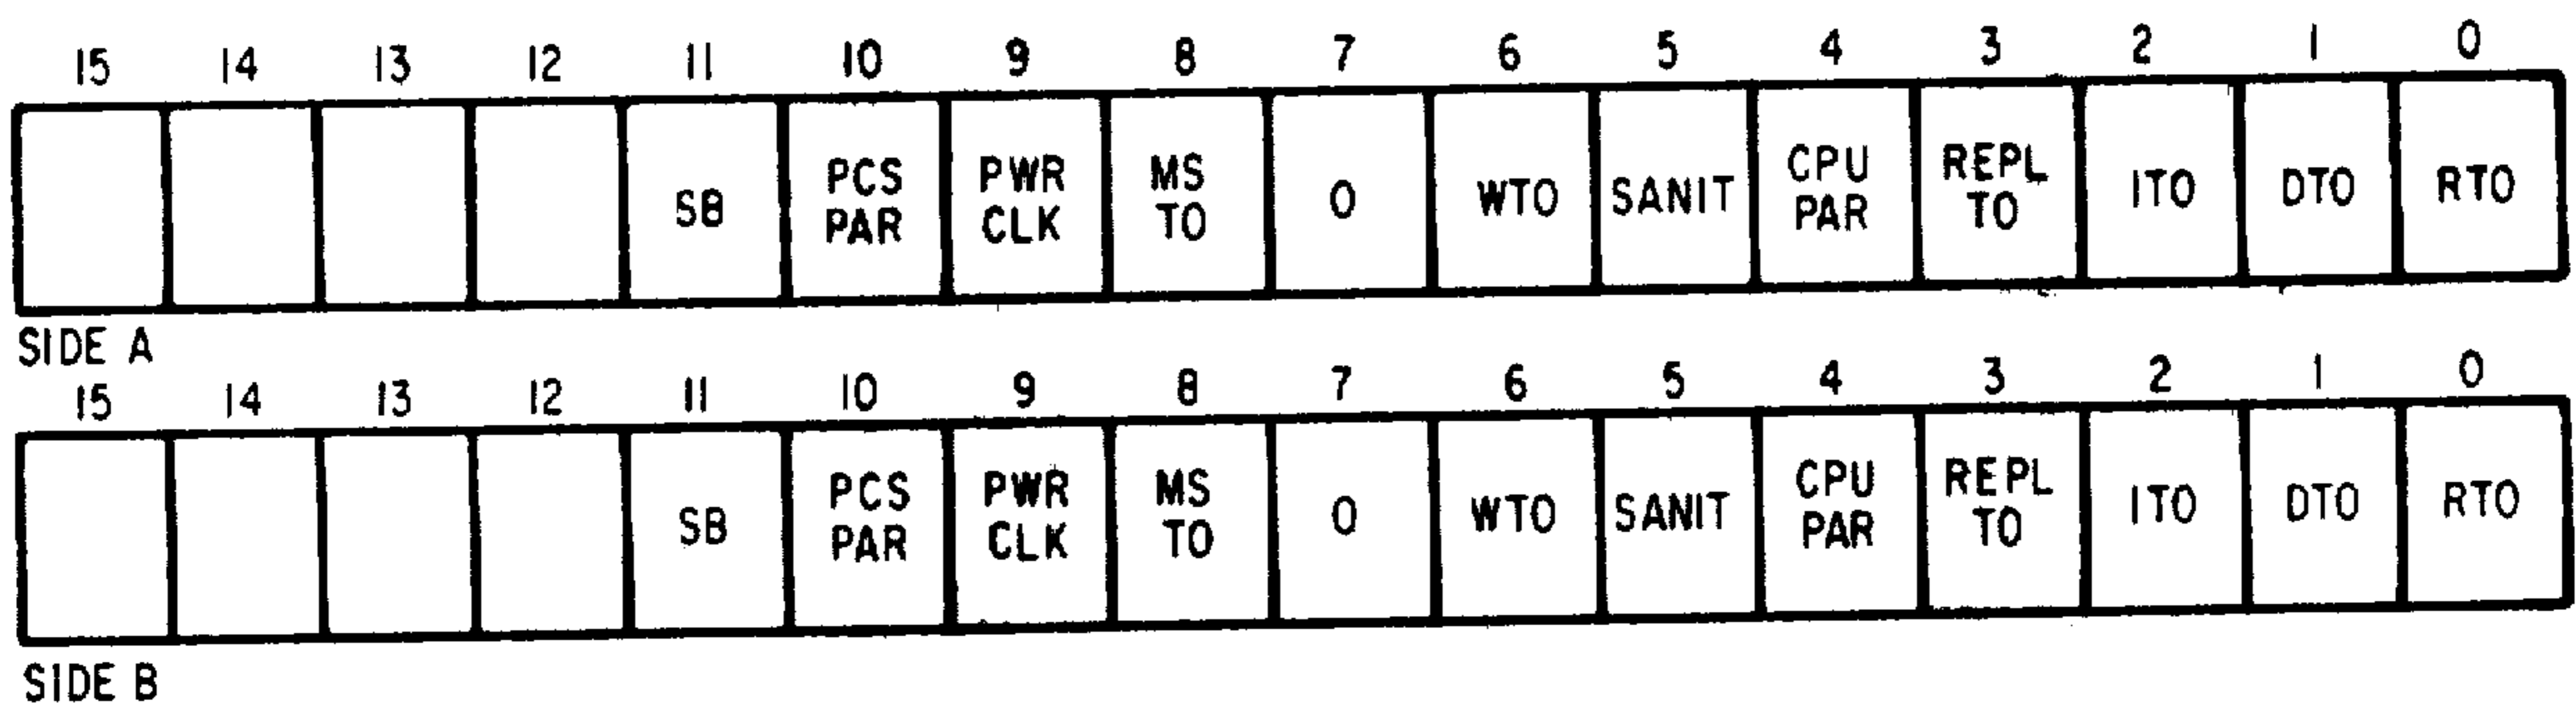 15 14 13 12 11 10 9 8 7 6 5 4 3 2 1 0
SB PCS PAR PWR CLK MS TO 0 WTO SANIT CPU PAR REPL TO ITO DTO RTO
SIDE A
15 14 13 12 11 10 9 8 7 6 5 4 3 2 1 0
SB PCS PAR PWR CLK MS TO 0 WTO SANIT CPU PAR REPL TO ITO DTO RTO
SIDE B